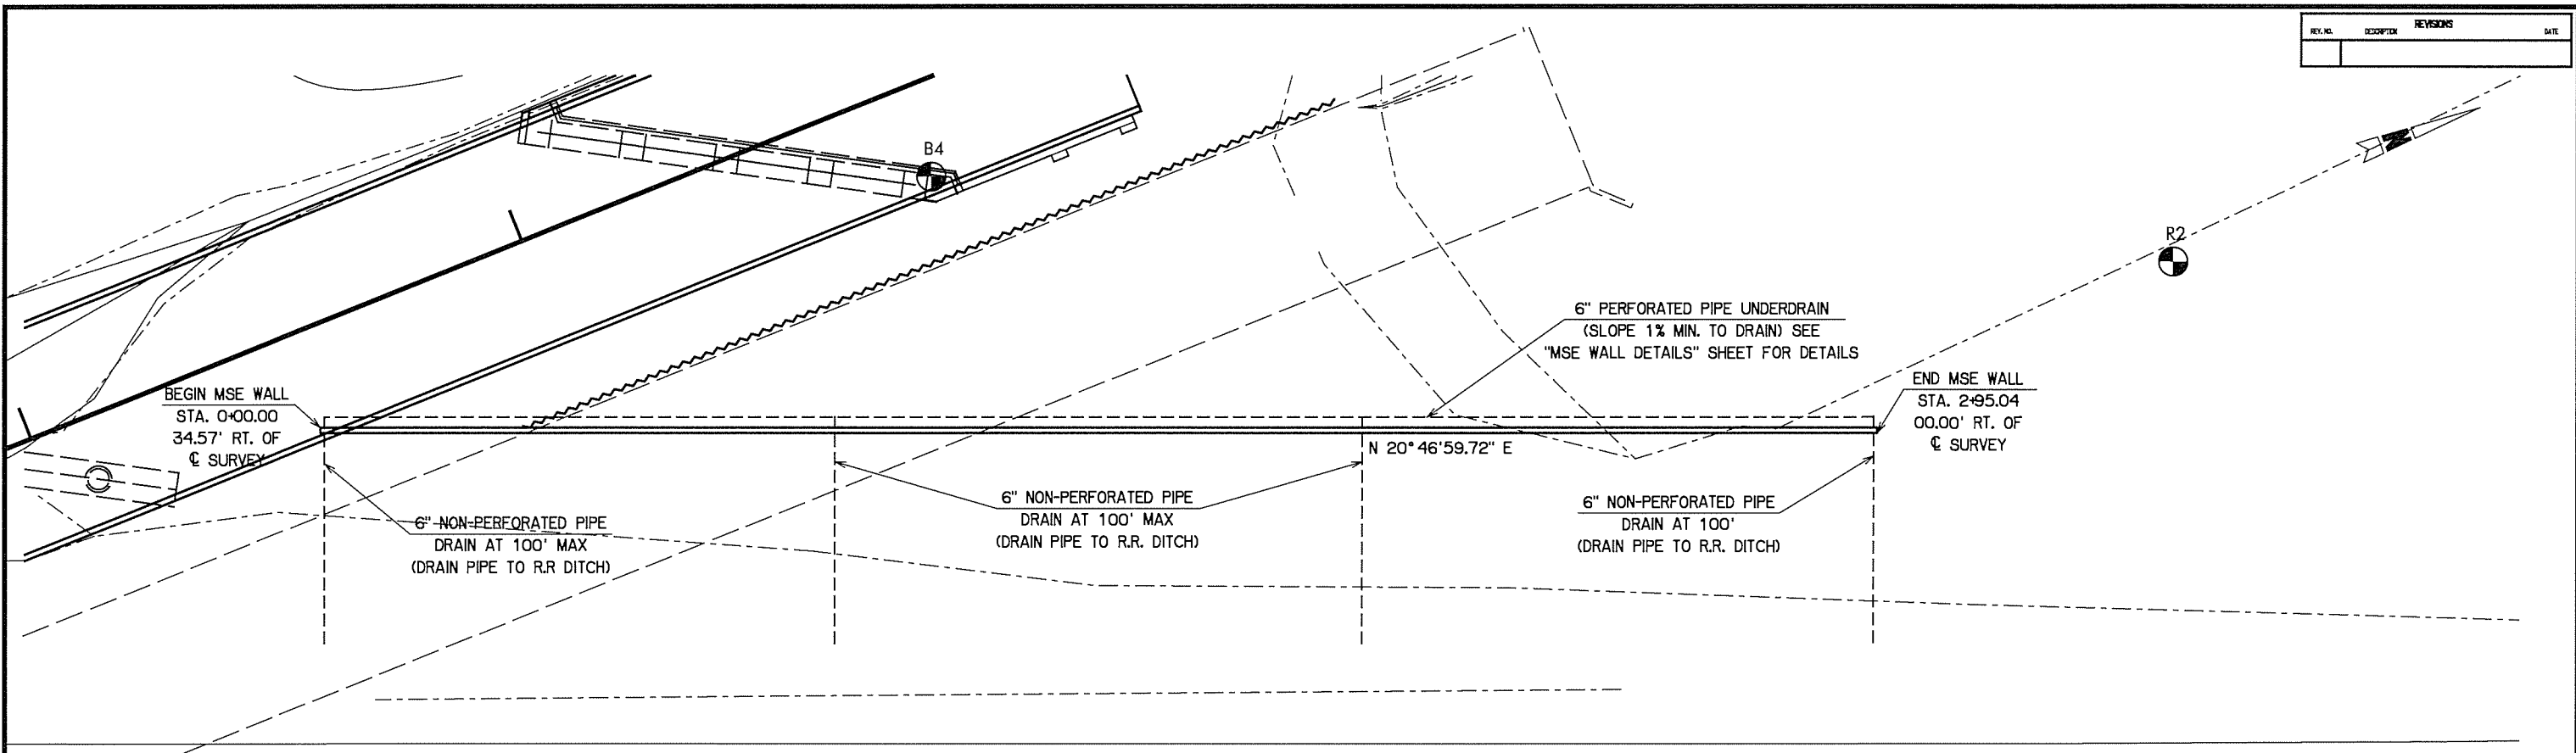 REVISIONS
REV. NO. DESCRIPTION DATE
B4
N
R2
6" PERFORATED PIPE UNDERDRAIN
(SLOPE 1% MIN. TO DRAIN) SEE
"MSE WALL DETAILS" SHEET FOR DETAILS
BEGIN MSE WALL
STA. 0+00.00
34.57' RT. OF
℄ SURVEY
END MSE WALL
STA. 2+95.04
00.00' RT. OF
℄ SURVEY
N 20°46'59.72" E
6" NON-PERFORATED PIPE
DRAIN AT 100' MAX
(DRAIN PIPE TO R.R DITCH)
6" NON-PERFORATED PIPE
DRAIN AT 100' MAX
(DRAIN PIPE TO R.R. DITCH)
6" NON-PERFORATED PIPE
DRAIN AT 100'
(DRAIN PIPE TO R.R. DITCH)